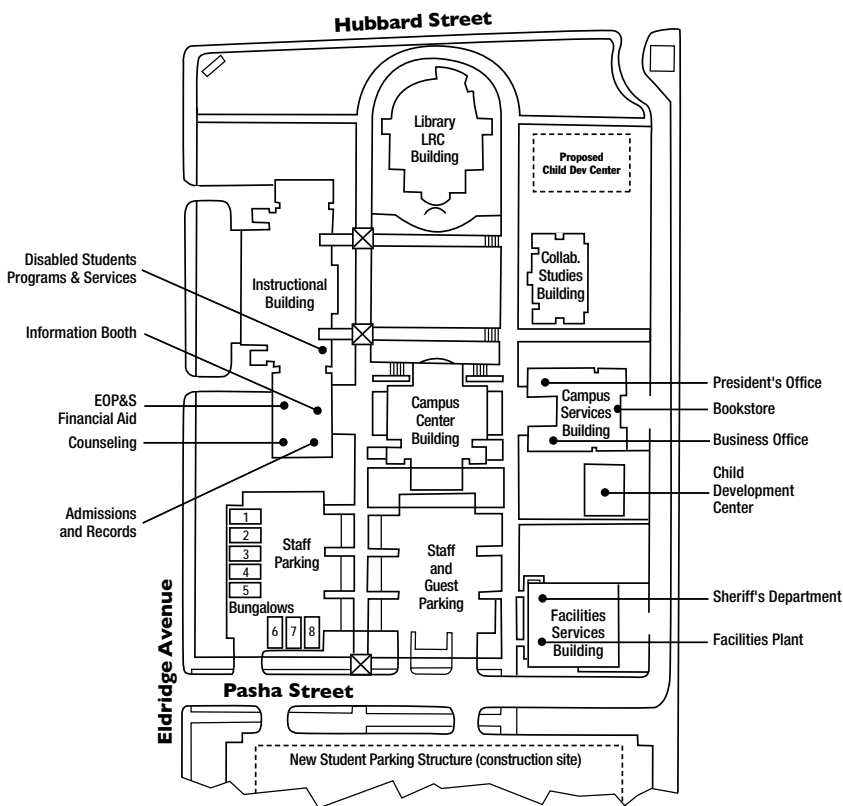 Hubbard Street
Library
LRC
Building
Proposed
Child Dev Center
Disabled Students
Programs & Services
Instructional
Building
Collab.
Studies
Building
Information Booth
EOP&S
Financial Aid
Counseling
Campus
Center
Building
Campus
Services
Building
President's Office
Bookstore
Business Office
Child
Development
Center
Admissions
and Records
1
2
3
4
5
Bungalows
6 7 8
Staff
Parking
Staff
and
Guest
Parking
Facilities
Services
Building
Sheriff's Department
Facilities Plant
Eldridge Avenue
Pasha Street
New Student Parking Structure (construction site)